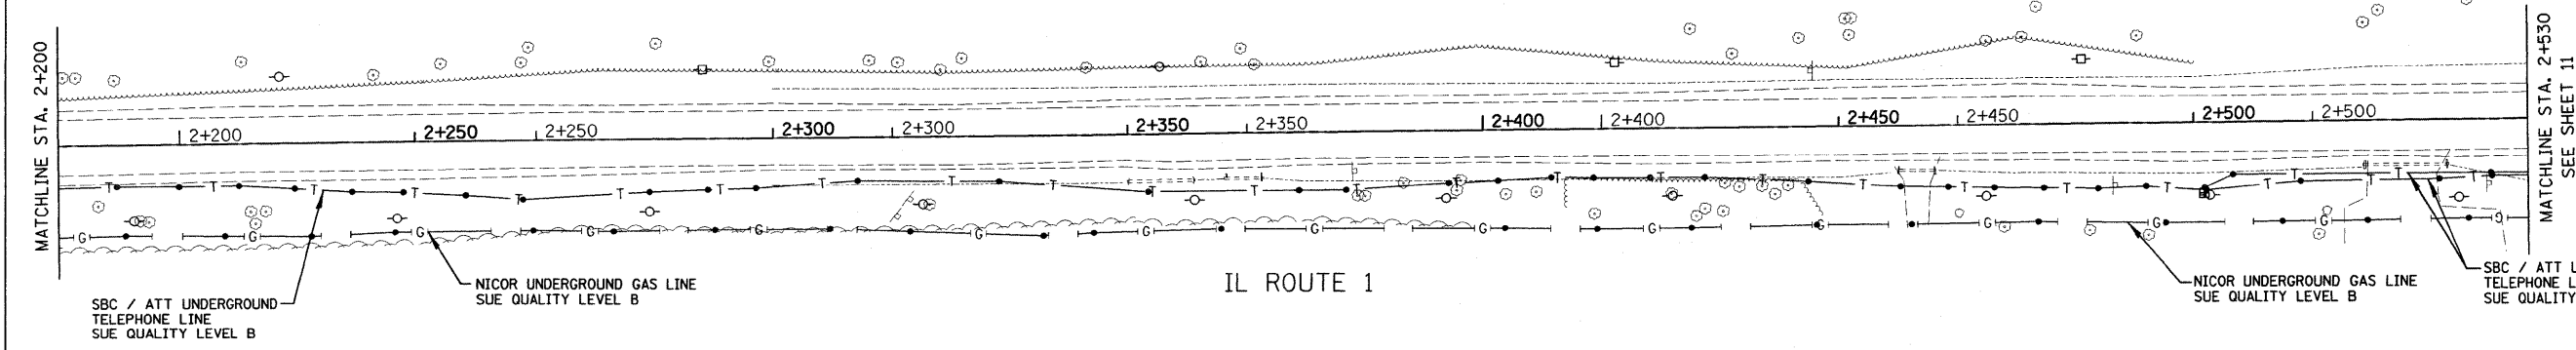 MATCHLINE STA. 2+200
2+200 2+250 2+250 2+300 2+300 2+350 2+350 2+400 2+400 2+450 2+450 2+500 2+500
MATCHLINE STA. 2+530
SEE SHEET 11
T T T T T T T T T T T T T T T T T T T T T T
G G G G G G G G G G G G G G
SBC / ATT UNDERGROUND
TELEPHONE LINE
SUE QUALITY LEVEL B
NICOR UNDERGROUND GAS LINE
SUE QUALITY LEVEL B
IL ROUTE 1
NICOR UNDERGROUND GAS LINE
SUE QUALITY LEVEL B
SBC / ATT
TELEPHONE
SUE QUALITY